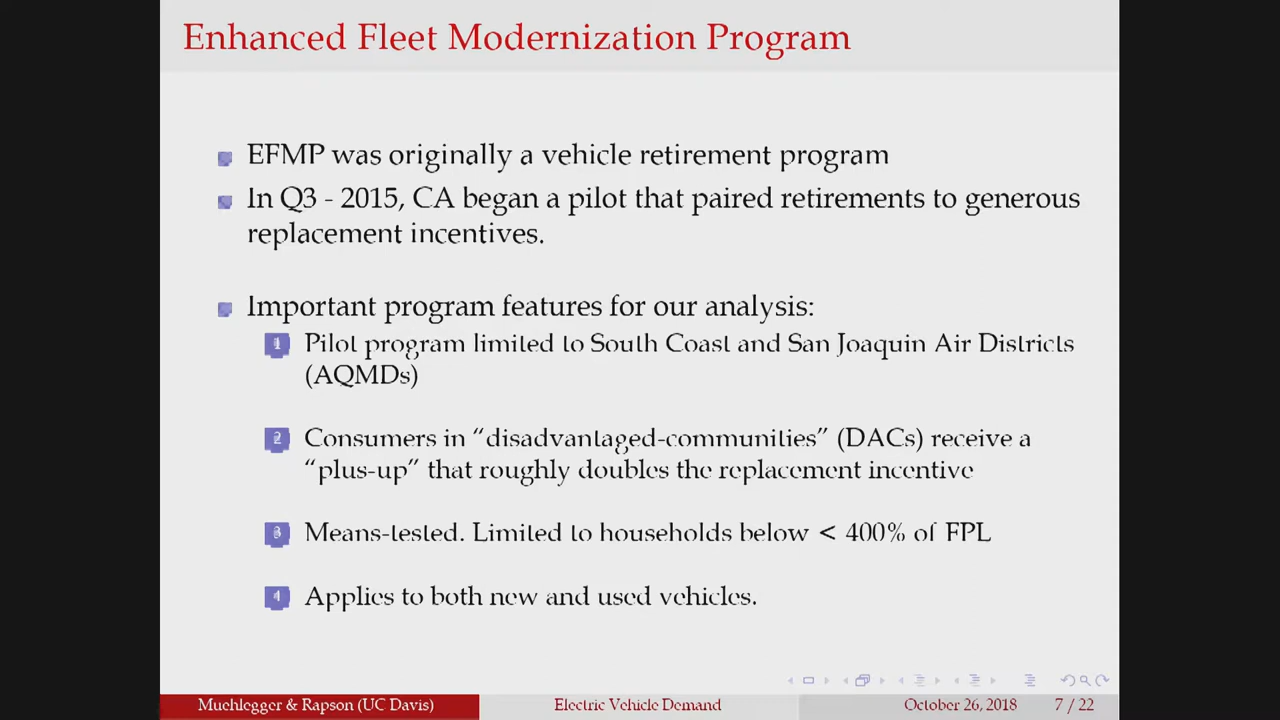 Enhanced Fleet Modernization Program
EFMP was originally a vehicle retirement program
In Q3 - 2015, CA began a pilot that paired retirements to generous
replacement incentives.
Important program features for our analysis:
1 Pilot program limited to South Coast and San Joaquin Air Districts
(AQMDs)
2 Consumers in “disadvantaged-communities” (DACs) receive a
“plus-up” that roughly doubles the replacement incentive
3 Means-tested. Limited to households below < 400% of FPL
4 Applies to both new and used vehicles.
Muehlegger & Rapson (UC Davis) Electric Vehicle Demand October 26, 2018 7 / 22